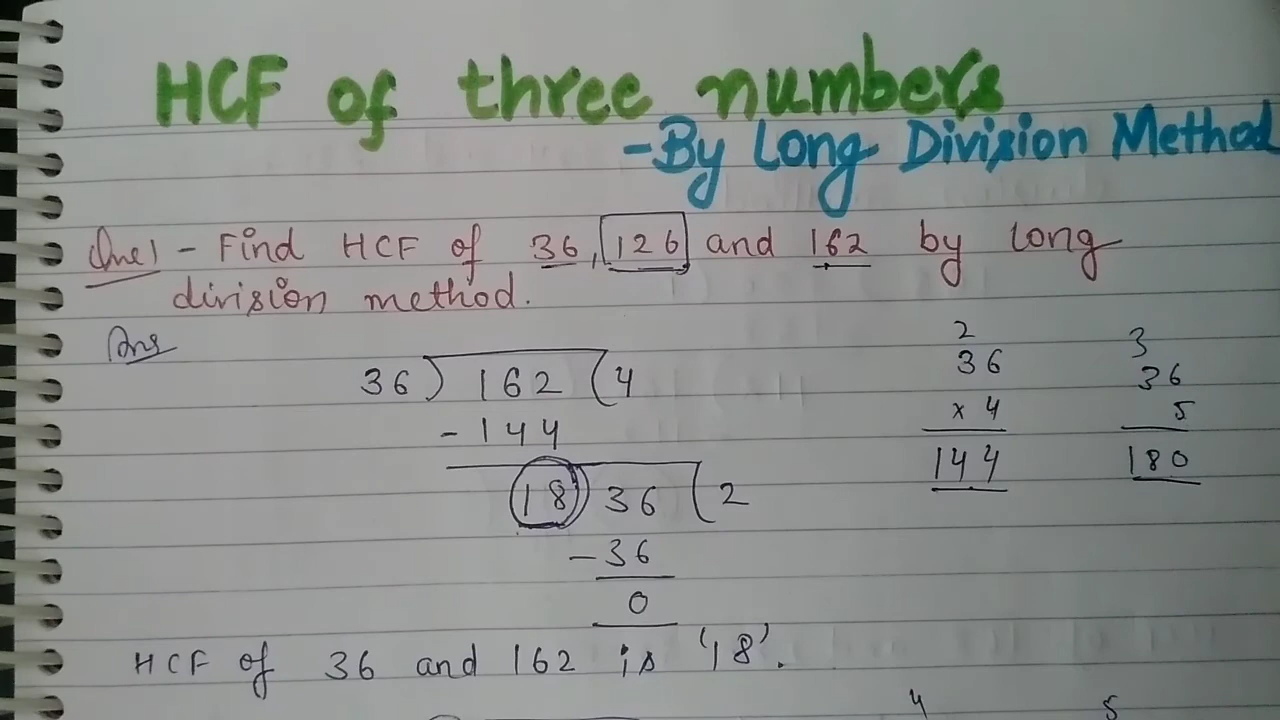 HCF of three numbers
-By Long Division Method
Que1 - Find HCF of 36, 126 and 162 by long
division method.
Ans
36) 162 (4
-144
18) 36 (2
-36
0
2
36
x 4
144
3
36
5
180
HCF of 36 and 162 is '18'.
4 5